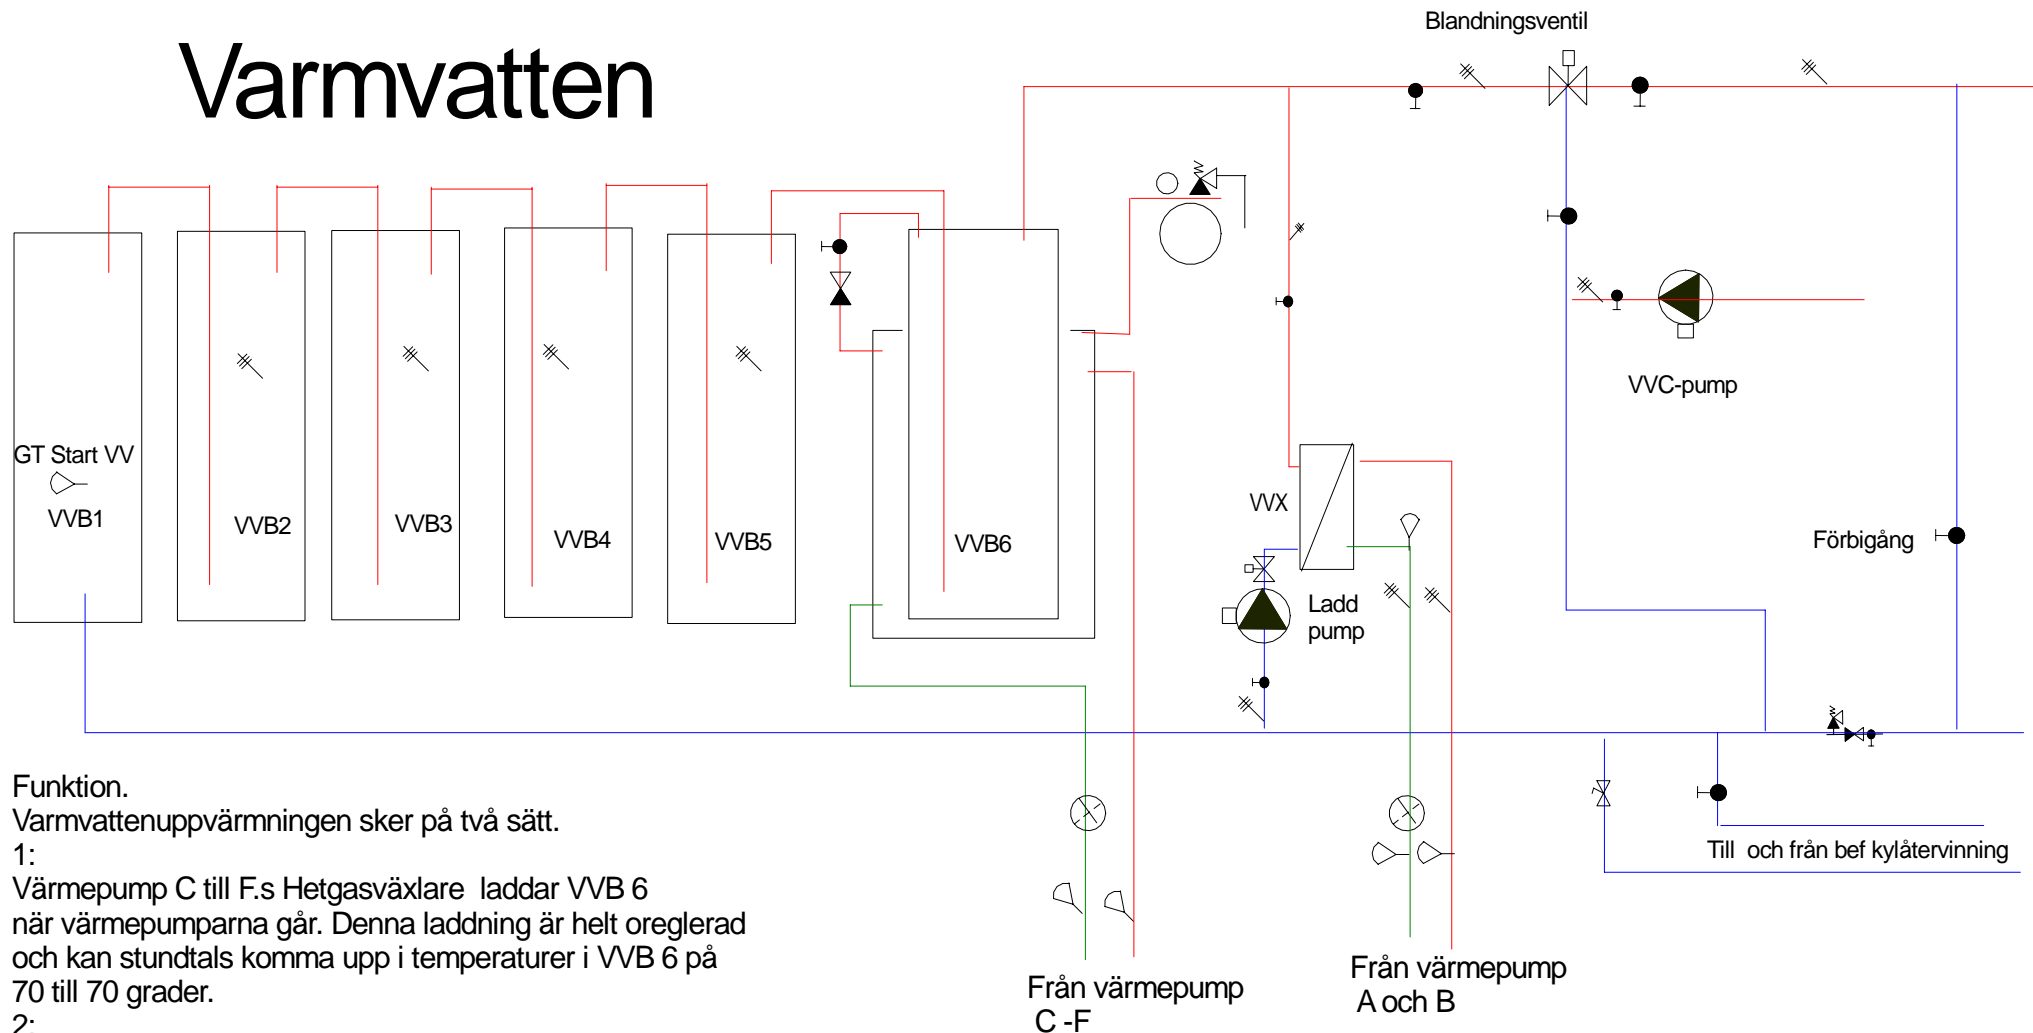 Blandningsventil
Varmvatten
VVC-pump
GT Start VV
VVB1
VVB2
VVB3
VVB4
VVB5
VVB6
VVX
Förbigång
Ladd
pump
Funktion.
Varmvattenuppvärmningen sker på två sätt.
1:
Värmepump C till F.s Hetgasväxlare laddar VVB 6
när värmepumparna går. Denna laddning är helt oreglerad
och kan stundtals komma upp i temperaturer i VVB 6 på
70 till 70 grader.
2:
Till och från bef kylåtervinning
Från värmepump
C -F
Från värmepump
A och B